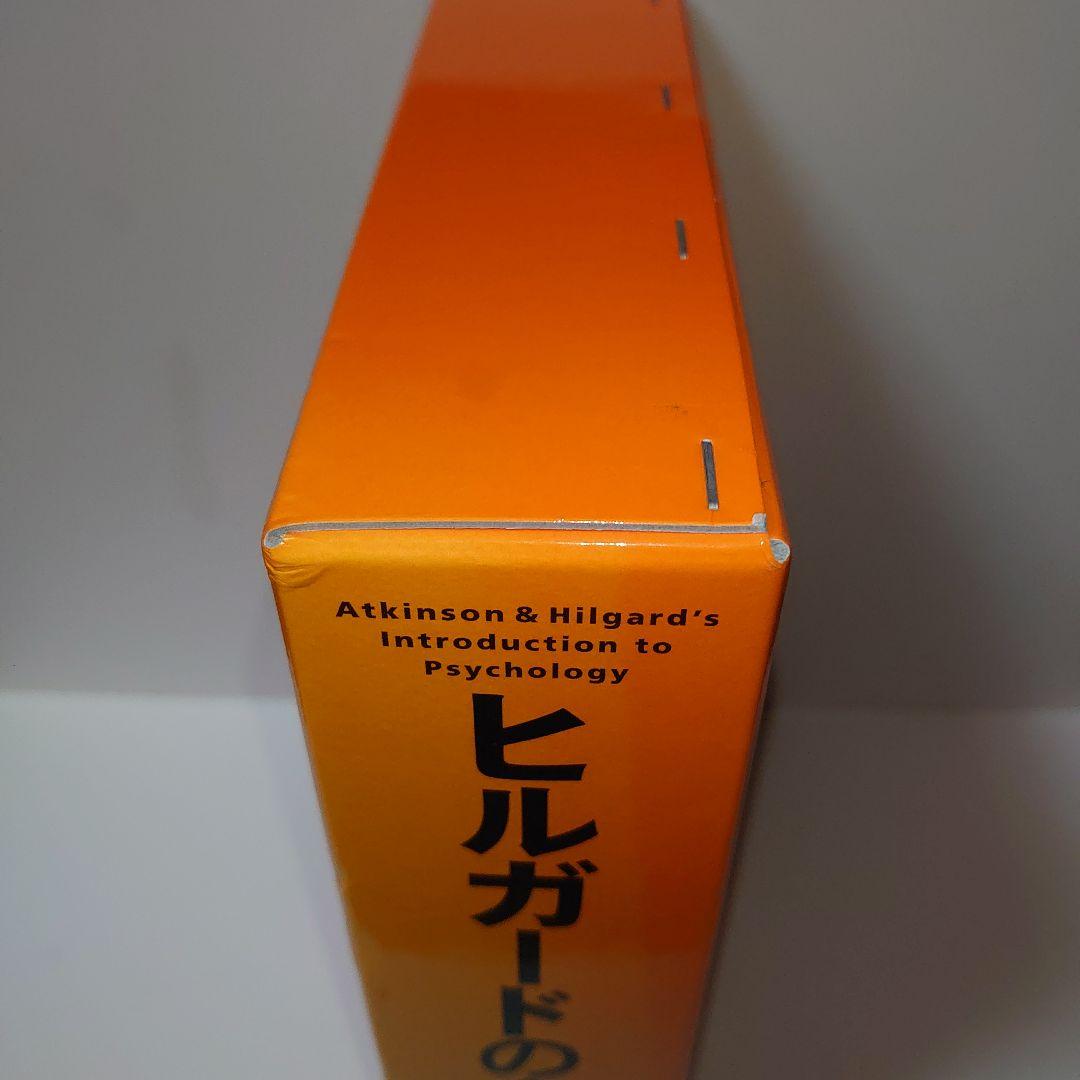 Atkinson & Hilgard's
Introduction to
Psychology
ヒルガードの